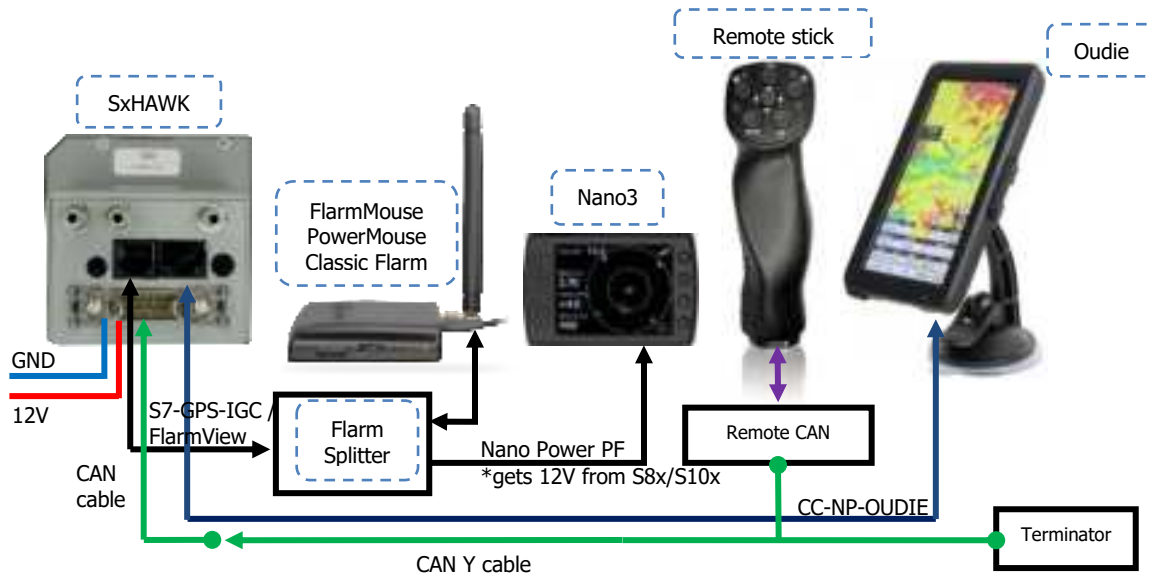 Remote stick
Oudie
SxHAWK
FlarmMouse
PowerMouse
Classic Flarm
Nano3
GND
12V
S7-GPS-IGC /
FlarmView
Flarm
Splitter
Nano Power PF
*gets 12V from S8x/S10x
Remote CAN
CAN
cable
CC-NP-OUDIE
Terminator
CAN Y cable